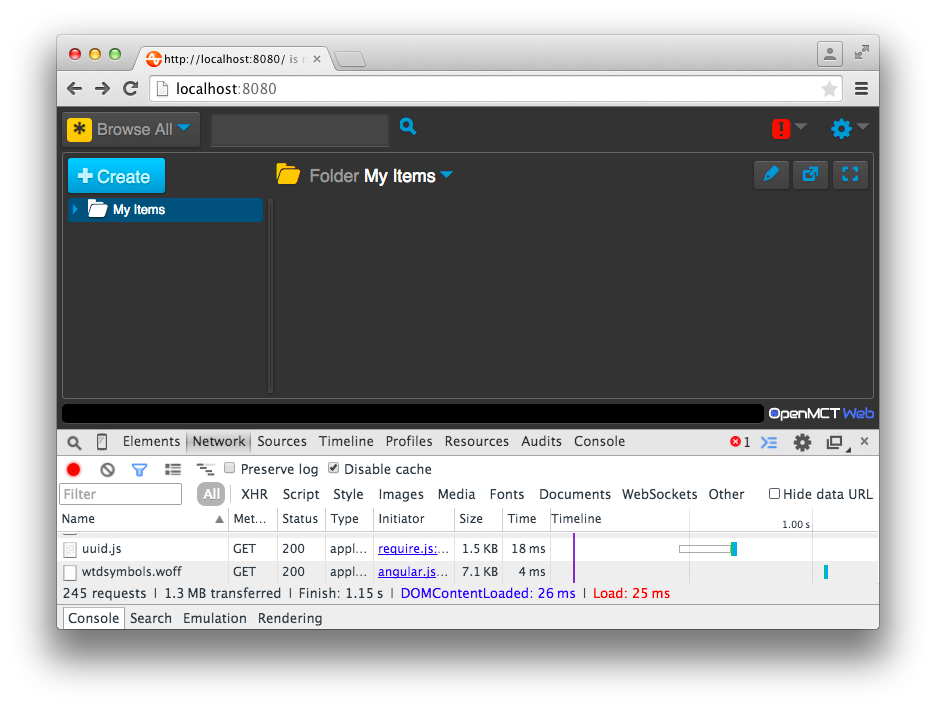 http://localhost:8080/ is
localhost:8080
Browse All
Create
Folder My Items
My Items
OpenMCT Web
Elements Network Sources Timeline Profiles Resources Audits Console 1
Preserve log Disable cache
Filter All XHR Script Style Images Media Fonts Documents WebSockets Other Hide data URL
Name Met... Status Type Initiator Size Time Timeline 1.00 s
uuid.js GET 200 appl... require.js:... 1.5 KB 18 ms
wtdsymbols.woff GET 200 appl... angular.js... 7.1 KB 4 ms
245 requests | 1.3 MB transferred | Finish: 1.15 s | DOMContentLoaded: 26 ms | Load: 25 ms
Console Search Emulation Rendering